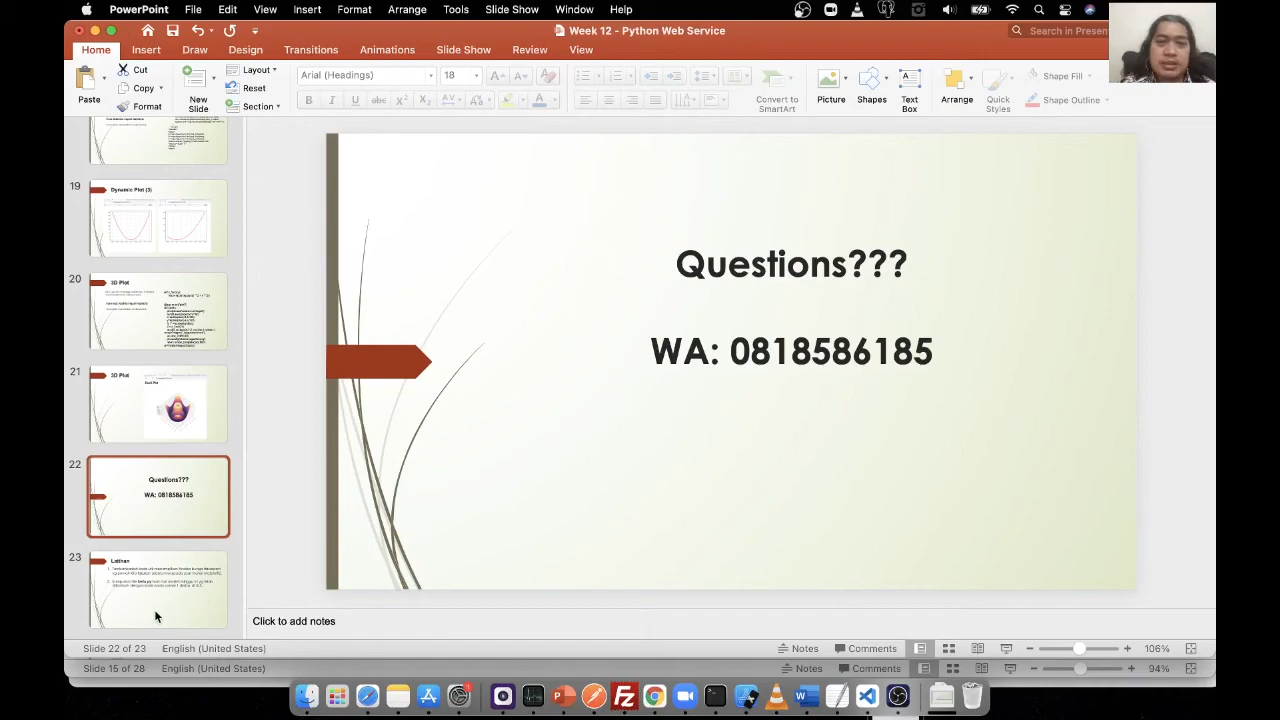 PowerPoint File Edit View Insert Format Arrange Tools Slide Show Window Help
Week 12 - Python Web Service
Search in Presen
Home Insert Draw Design Transitions Animations Slide Show Review View
Paste
Cut
Copy
Format
New
Slide
Layout
Reset
Section
Arial (Headings)
18
Convert to
SmartArt
Picture
Shapes
Text
Box
Arrange
Quick
Styles
Shape Fill
Shape Outline
19
Dynamic Plot (3)
20
3D Plot
21
3D Plot
22
Questions???
WA: 0818586185
23
Latihan
Questions???
WA: 0818586185
Click to add notes
Slide 22 of 23 English (United States) Notes Comments 106%
Slide 15 of 28 English (United States) Notes Comments 94%